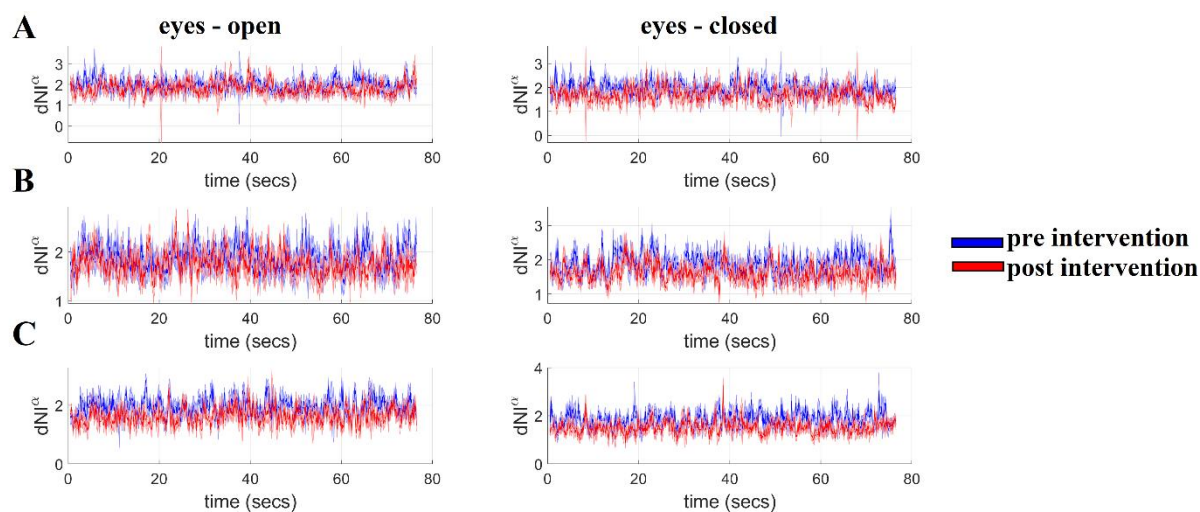 A eyes - open eyes - closed
3
2
1
0
dNI^α
0 20 40 60 80
time (secs)
3
2
1
0
dNI^α
0 20 40 60 80
time (secs)
B
2
1
dNI^α
0 20 40 60 80
time (secs)
3
2
1
dNI^α
0 20 40 60 80
time (secs)
pre intervention
post intervention
C
2
0
dNI^α
0 20 40 60 80
time (secs)
4
2
0
dNI^α
0 20 40 60 80
time (secs)